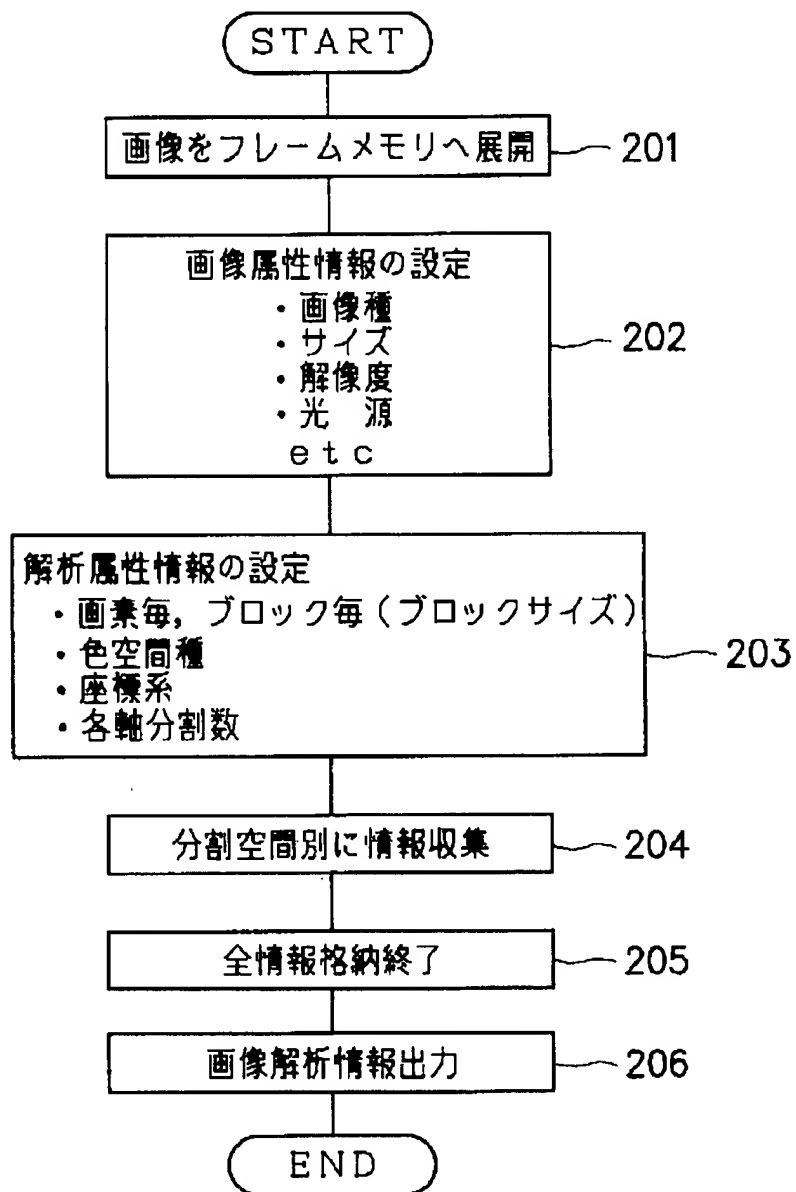 START
画像をフレームメモリへ展開 201
画像属性情報の設定
・画像種
・サイズ
・解像度
・光　源
etc
202
解析属性情報の設定
・画素毎，ブロック毎（ブロックサイズ）
・色空間種
・座標系
・各軸分割数
203
分割空間別に情報収集 204
全情報格納終了 205
画像解析情報出力 206
END